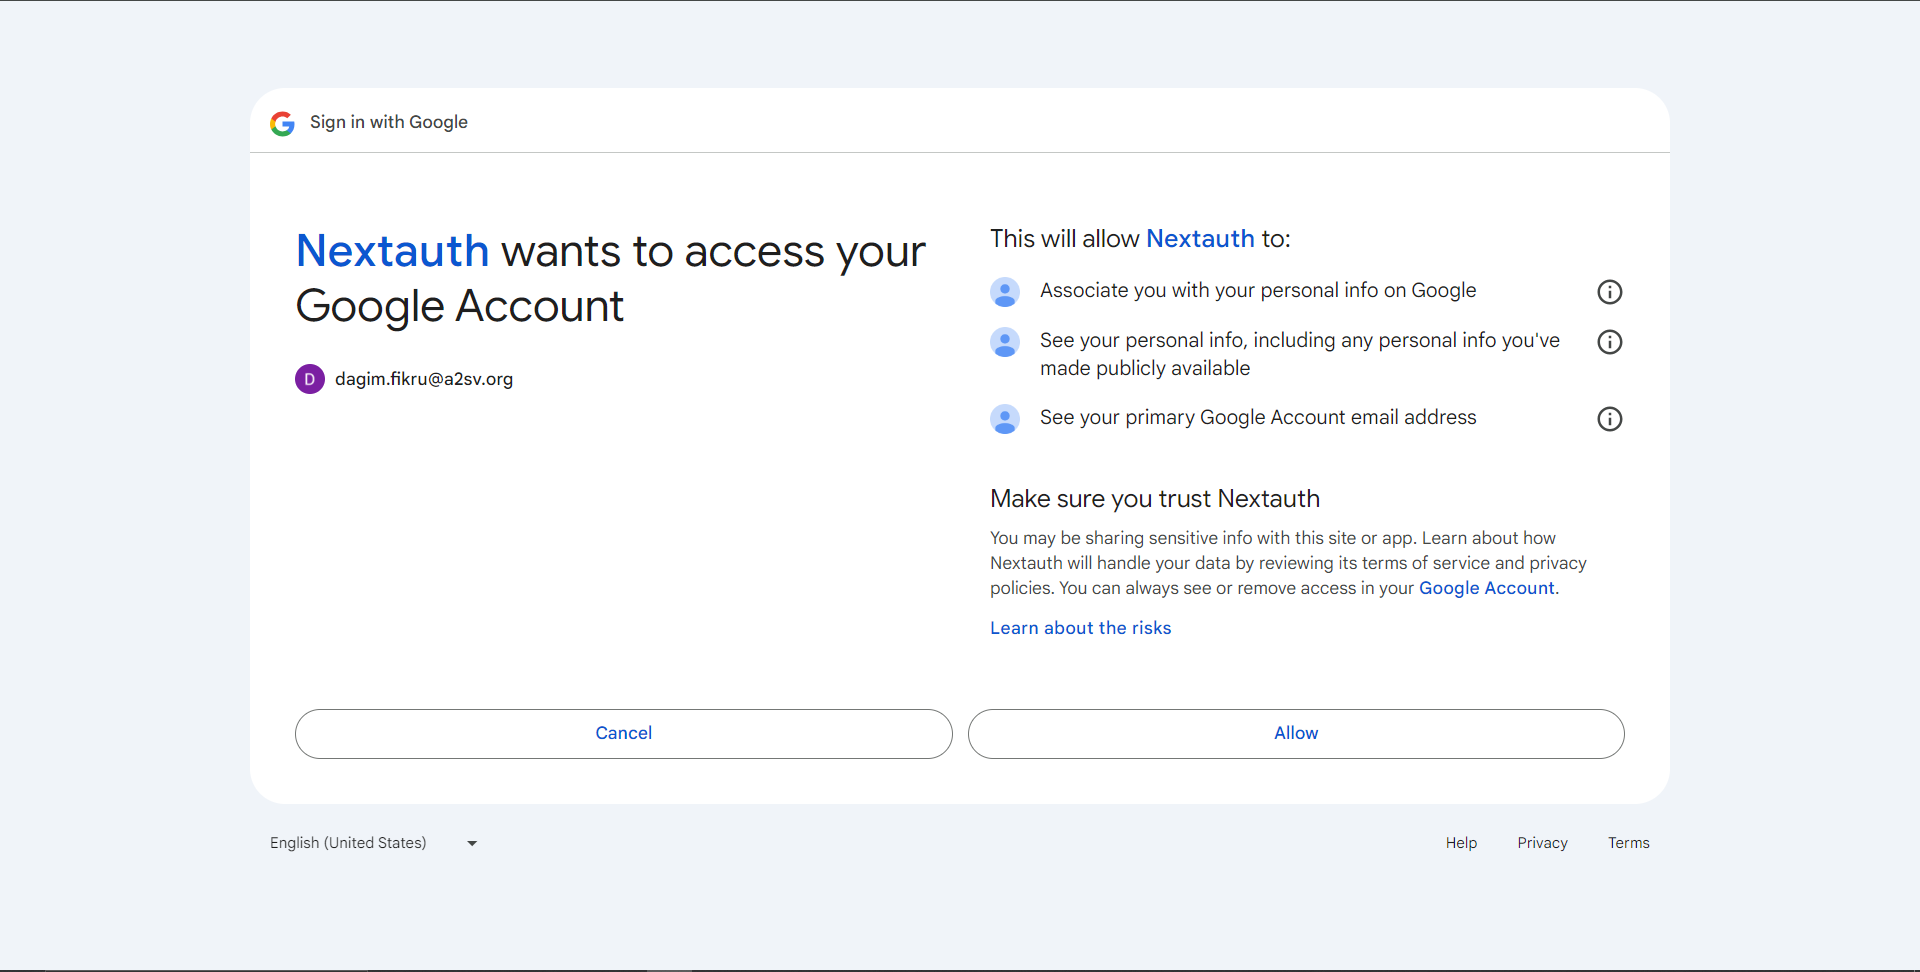 Sign in with Google
Nextauth wants to access your
Google Account
D
dagim.fikru@a2sv.org
This will allow Nextauth to:
Associate you with your personal info on Google
See your personal info, including any personal info you've
made publicly available
See your primary Google Account email address
Make sure you trust Nextauth
You may be sharing sensitive info with this site or app. Learn about how
Nextauth will handle your data by reviewing its terms of service and privacy
policies. You can always see or remove access in your Google Account.
Learn about the risks
Cancel
Allow
English (United States)
Help
Privacy
Terms